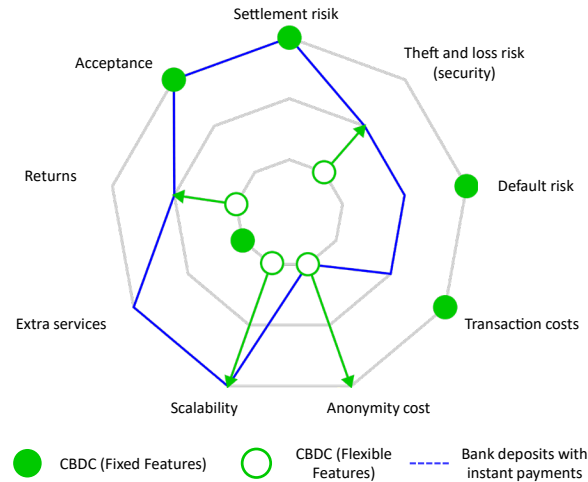 Settlement risik
Theft and loss risk
(security)
Acceptance
Returns
Default risk
Extra services
Transaction costs
Scalability
Anonymity cost
CBDC (Fixed Features)
CBDC (Flexible
Features)
Bank deposits with
instant payments